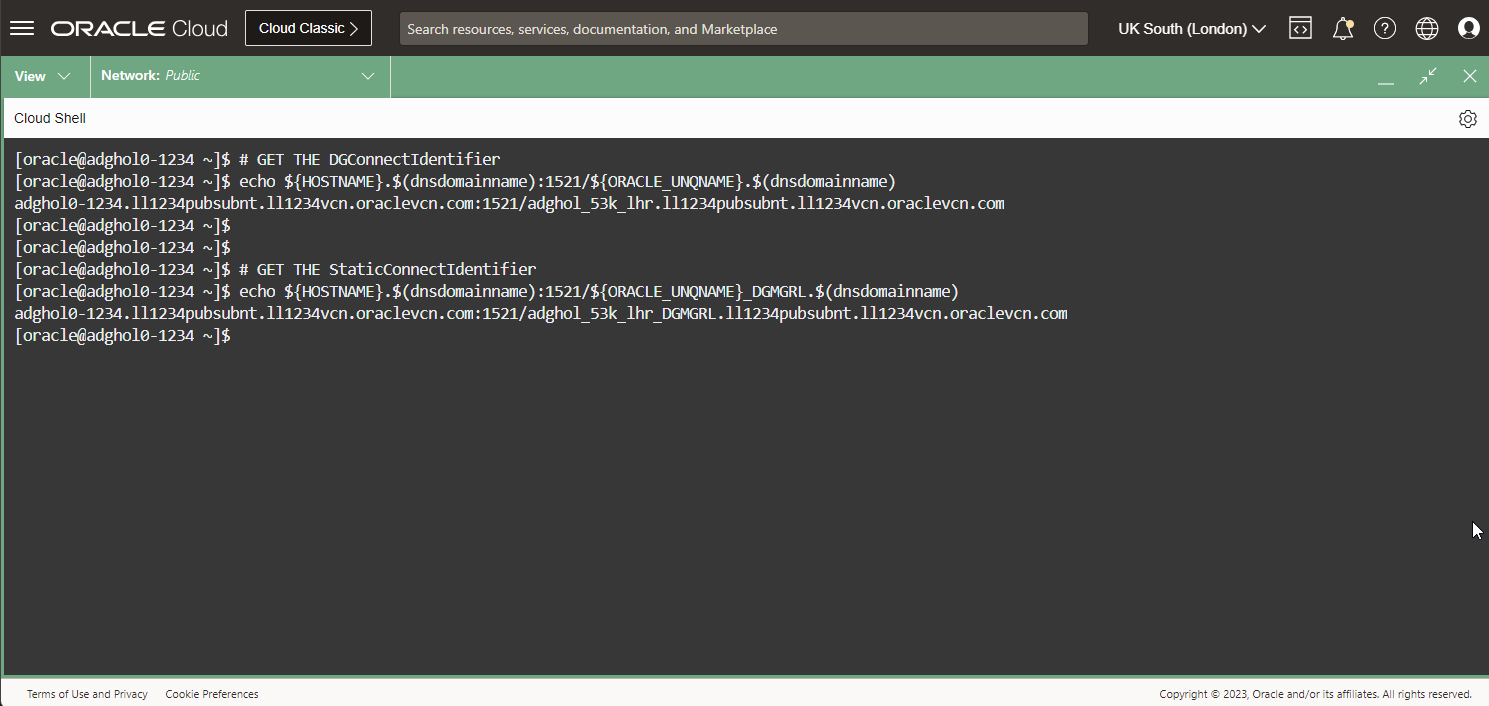 ORACLE Cloud
Cloud Classic
Search resources, services, documentation, and Marketplace
UK South (London)
View
Network: Public
Cloud Shell
[oracle@adghol0-1234 ~]$ # GET THE DGConnectIdentifier
[oracle@adghol0-1234 ~]$ echo ${HOSTNAME}.$(dnsdomainname):1521/${ORACLE_UNQNAME}.$(dnsdomainname)
adghol0-1234.ll1234pubsubnt.ll1234vcn.oraclevcn.com:1521/adghol_53k_lhr.ll1234pubsubnt.ll1234vcn.oraclevcn.com
[oracle@adghol0-1234 ~]$
[oracle@adghol0-1234 ~]$
[oracle@adghol0-1234 ~]$ # GET THE StaticConnectIdentifier
[oracle@adghol0-1234 ~]$ echo ${HOSTNAME}.$(dnsdomainname):1521/${ORACLE_UNQNAME}_DGMGRL.$(dnsdomainname)
adghol0-1234.ll1234pubsubnt.ll1234vcn.oraclevcn.com:1521/adghol_53k_lhr_DGMGRL.ll1234pubsubnt.ll1234vcn.oraclevcn.com
[oracle@adghol0-1234 ~]$
Terms of Use and Privacy
Cookie Preferences
Copyright © 2023, Oracle and/or its affiliates. All rights reserved.